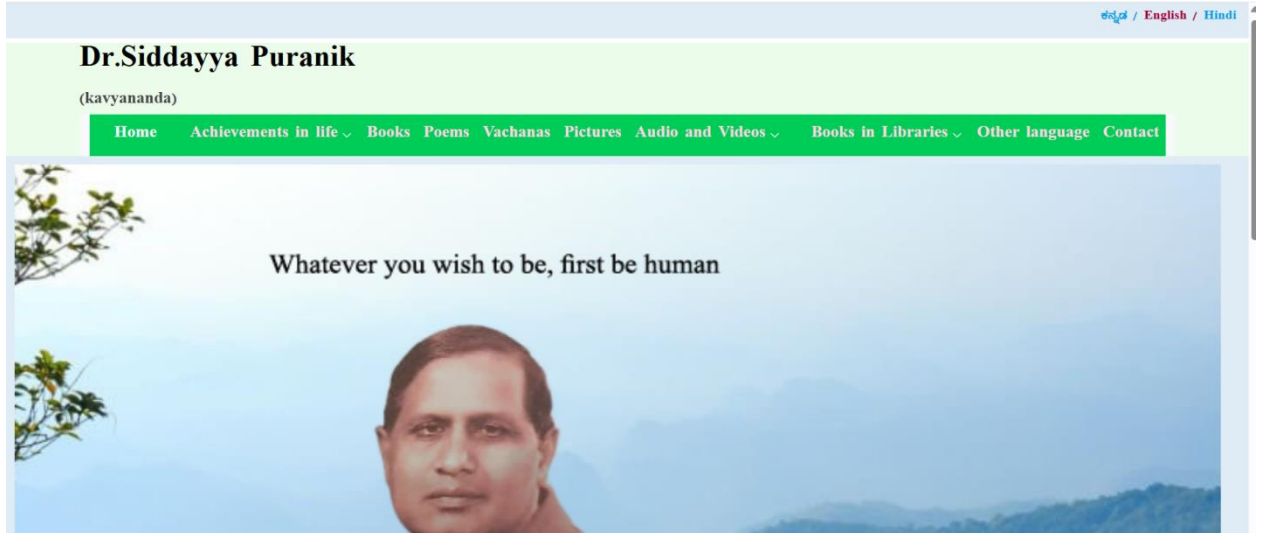 ಕನ್ನಡ / English / Hindi
Dr.Siddayya Puranik
(kavyananda)
Home Achievements in life Books Poems Vachanas Pictures Audio and Videos Books in Libraries Other language Contact
Whatever you wish to be, first be human